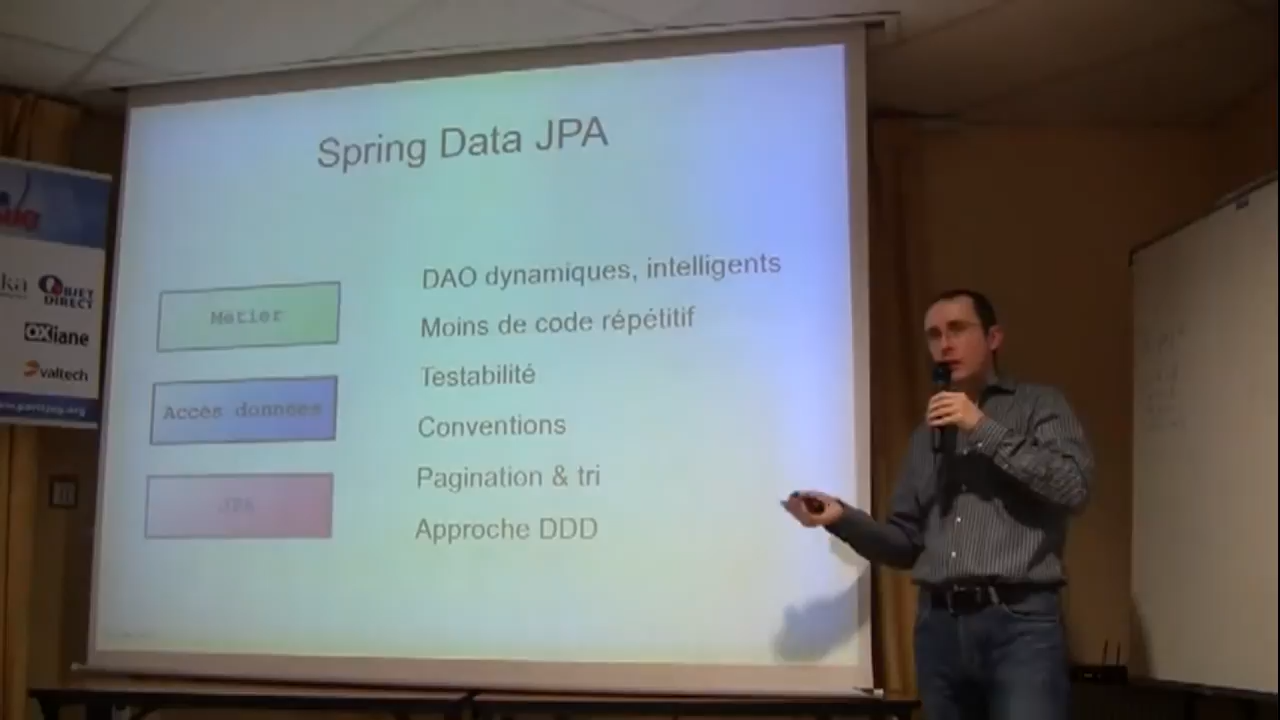 Spring Data JPA
DAO dynamiques, intelligents
Moins de code répétitif
Testabilité
Conventions
Pagination & tri
Approche DDD
Métier
Accès données
JPA
OBJET
DIRECT
OXiane
valtech